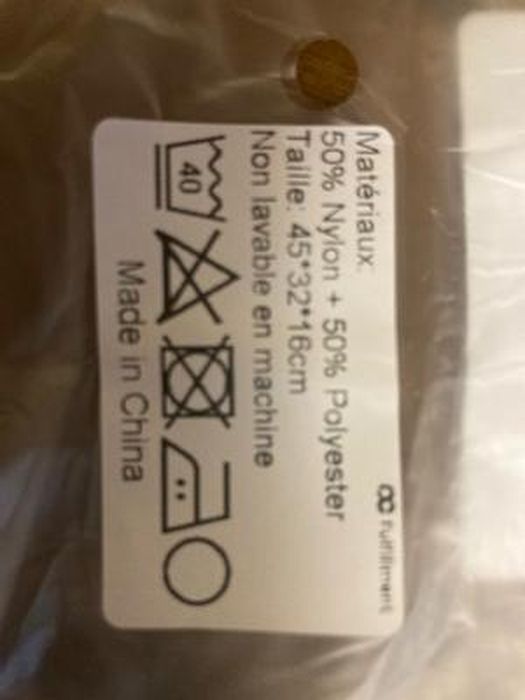 Fulfillment
Matériaux:
50% Nylon + 50% Polyester
Taille: 45*32*16cm
Non lavable en machine
40
Made in China